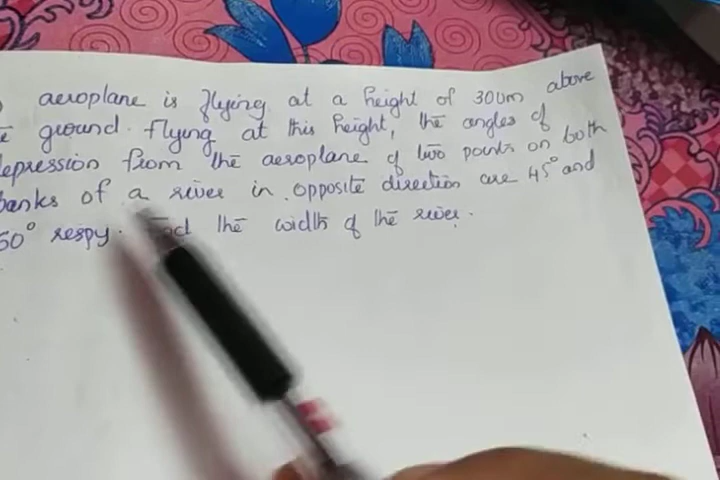 aeroplane is flying at a height of 300m above
ground. flying at this height, the angles of
depression from the aeroplane of two points on both
banks of a river in opposite direction are 45° and
60° respy. the width of the river.